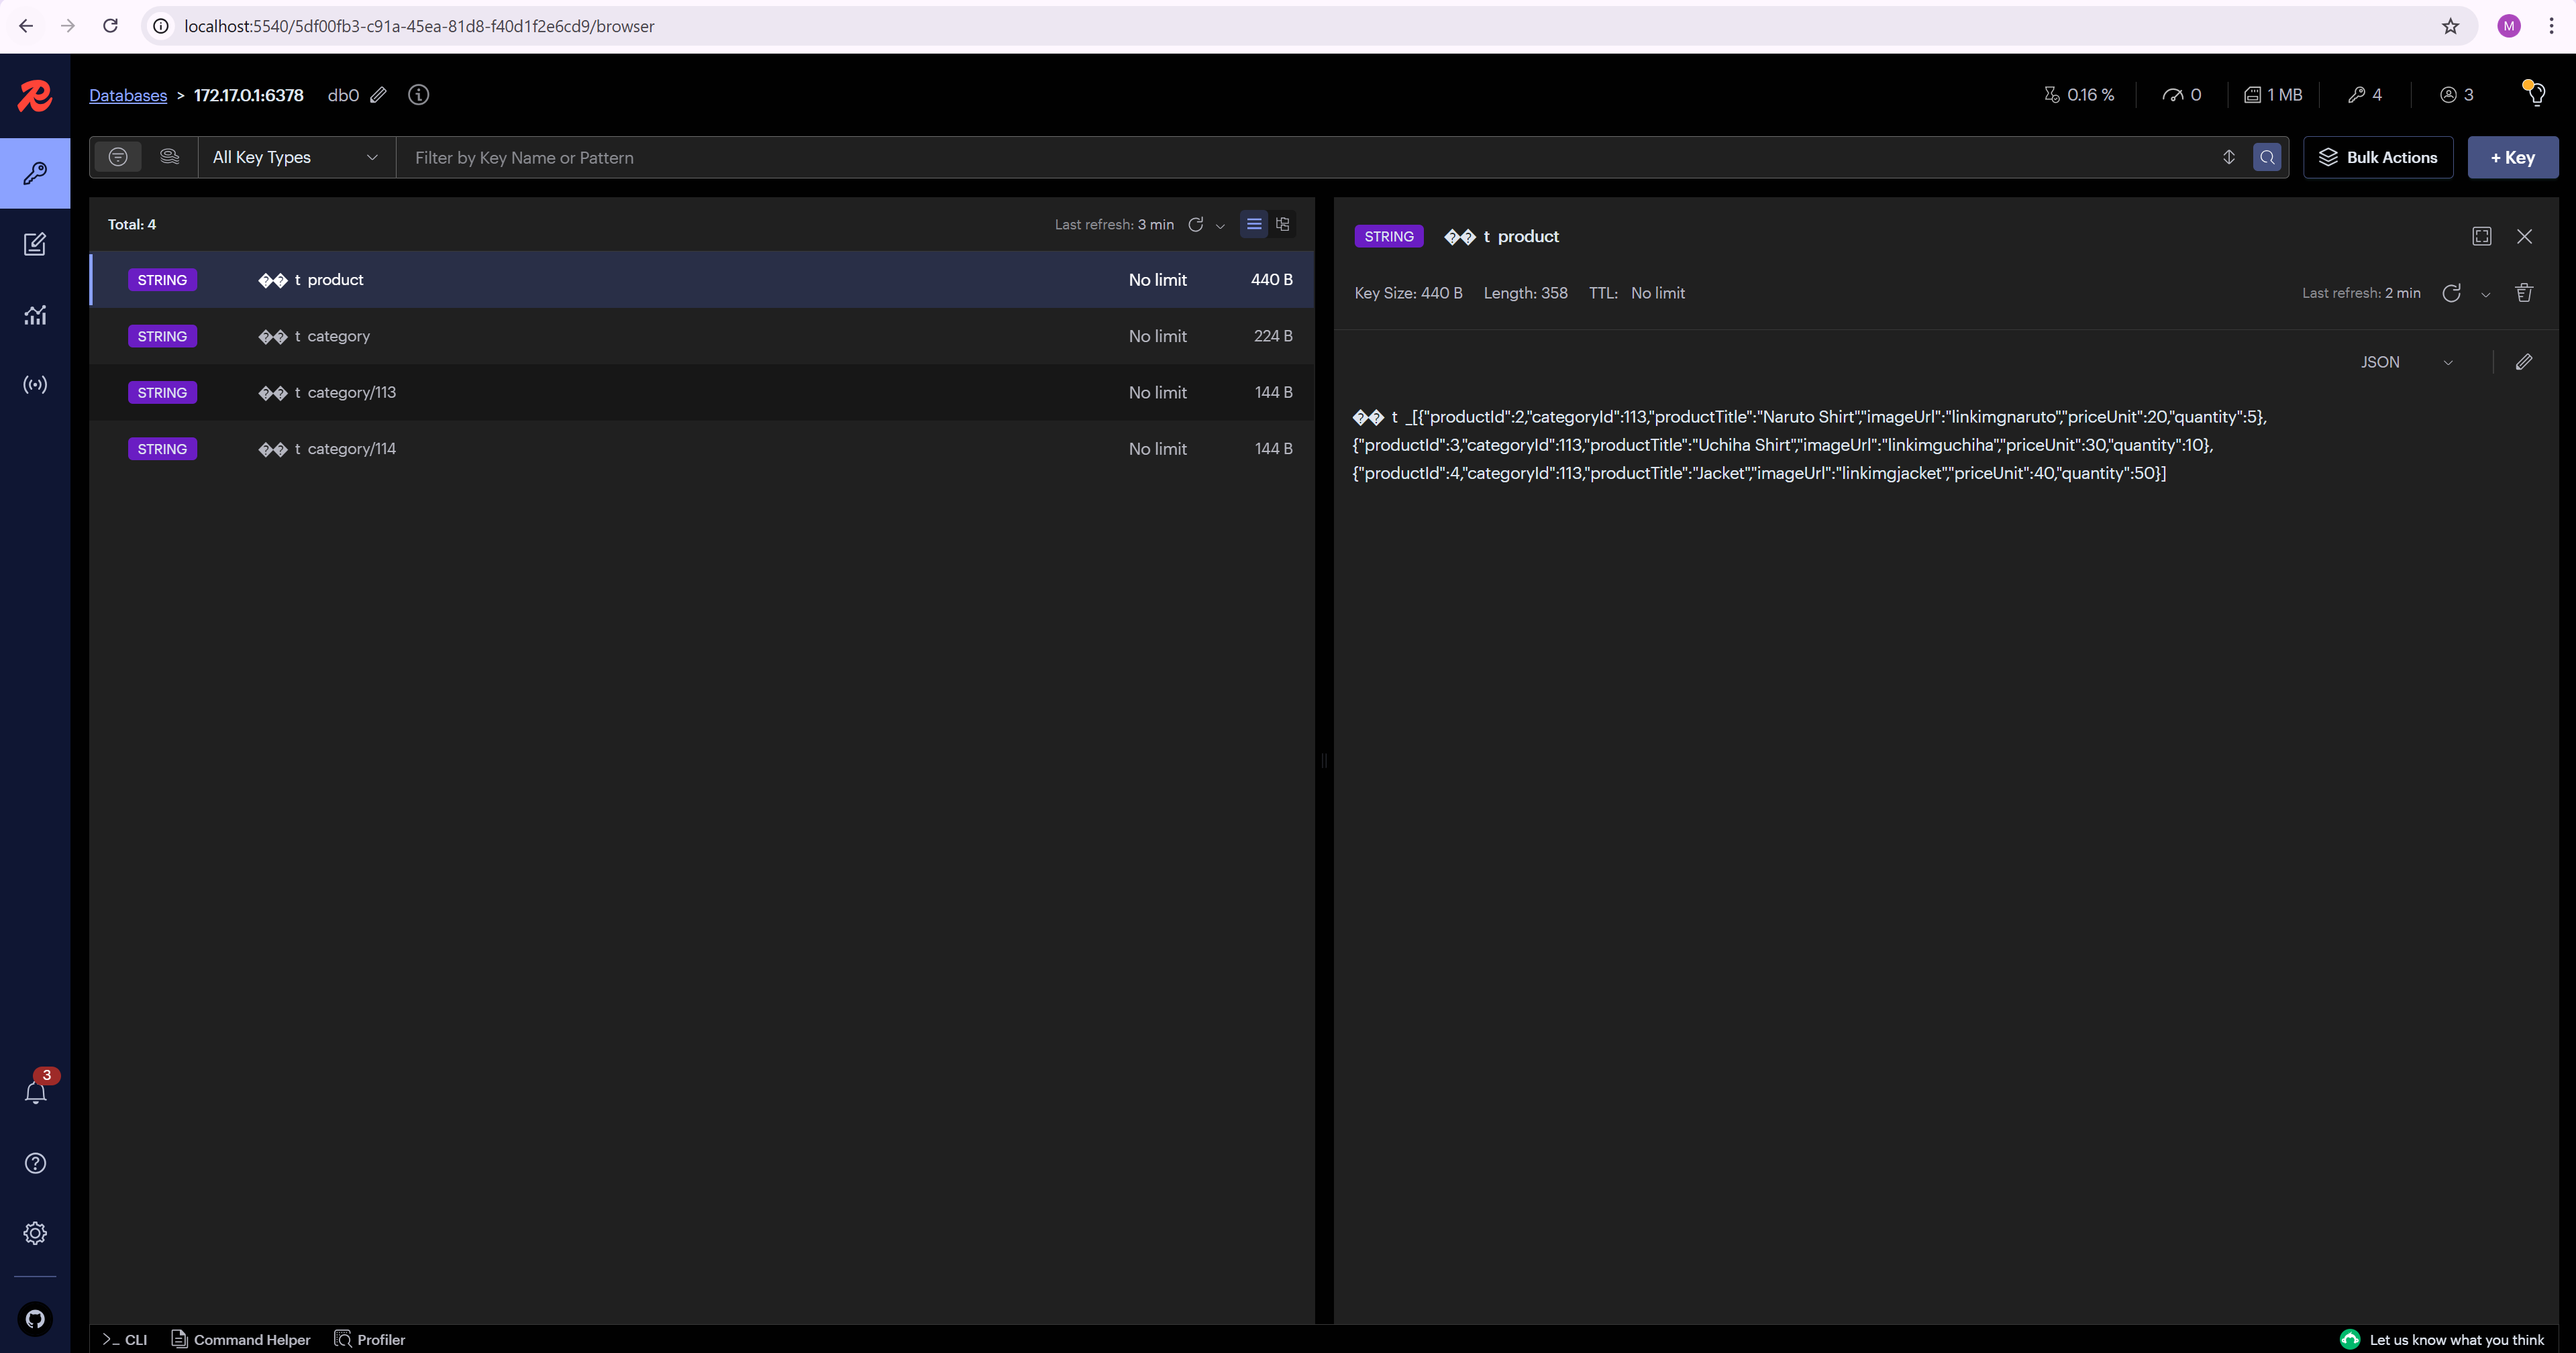 localhost:5540/5df00fb3-c91a-45ea-81d8-f40d1f2e6cd9/browser
M
Databases > 172.17.0.1:6378 db0
0.16 % 0 1 MB 4 3
All Key Types Filter by Key Name or Pattern Bulk Actions + Key
Total: 4 Last refresh: 3 min
STRING �� t product No limit 440 B
STRING �� t category No limit 224 B
STRING �� t category/113 No limit 144 B
STRING �� t category/114 No limit 144 B
STRING �� t product
Key Size: 440 B Length: 358 TTL: No limit Last refresh: 2 min
JSON
�� t _[{"productId":2,"categoryId":113,"productTitle":"Naruto Shirt","imageUrl":"linkimgnaruto","priceUnit":20,"quantity":5},
{"productId":3,"categoryId":113,"productTitle":"Uchiha Shirt","imageUrl":"linkimguchiha","priceUnit":30,"quantity":10},
{"productId":4,"categoryId":113,"productTitle":"Jacket","imageUrl":"linkimgjacket","priceUnit":40,"quantity":50}]
3
>_ CLI Command Helper Profiler Let us know what you think